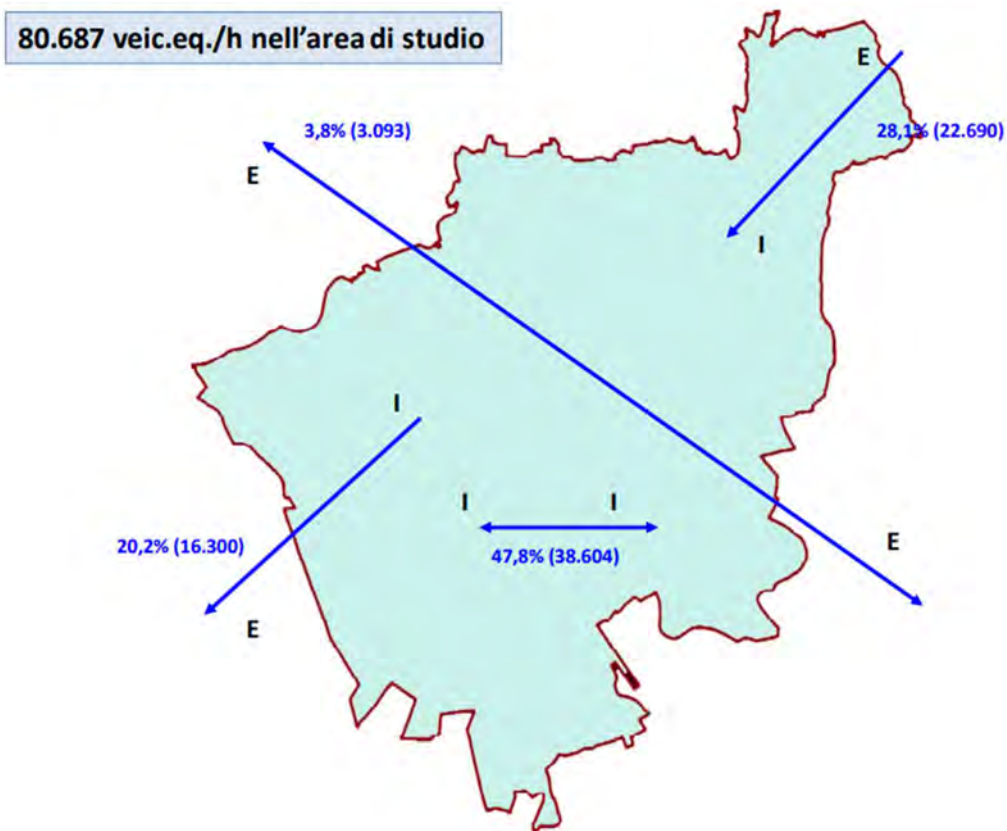 80.687 veic.eq./h nell'area di studio
E
3,8% (3.093)
28,1% (22.690)
E
I
I
I I
20,2% (16.300)
47,8% (38.604)
E
E